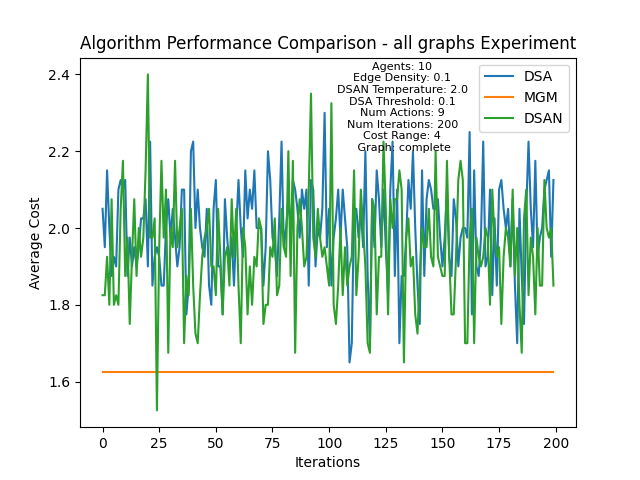 Algorithm Performance Comparison - all graphs Experiment
Agents: 10
Edge Density: 0.1
DSAN Temperature: 2.0
DSA Threshold: 0.1
Num Actions: 9
Num Iterations: 200
Cost Range: 4
Graph: complete
DSA
MGM
DSAN
Average Cost
2.4
2.2
2.0
1.8
1.6
0 25 50 75 100 125 150 175 200
Iterations